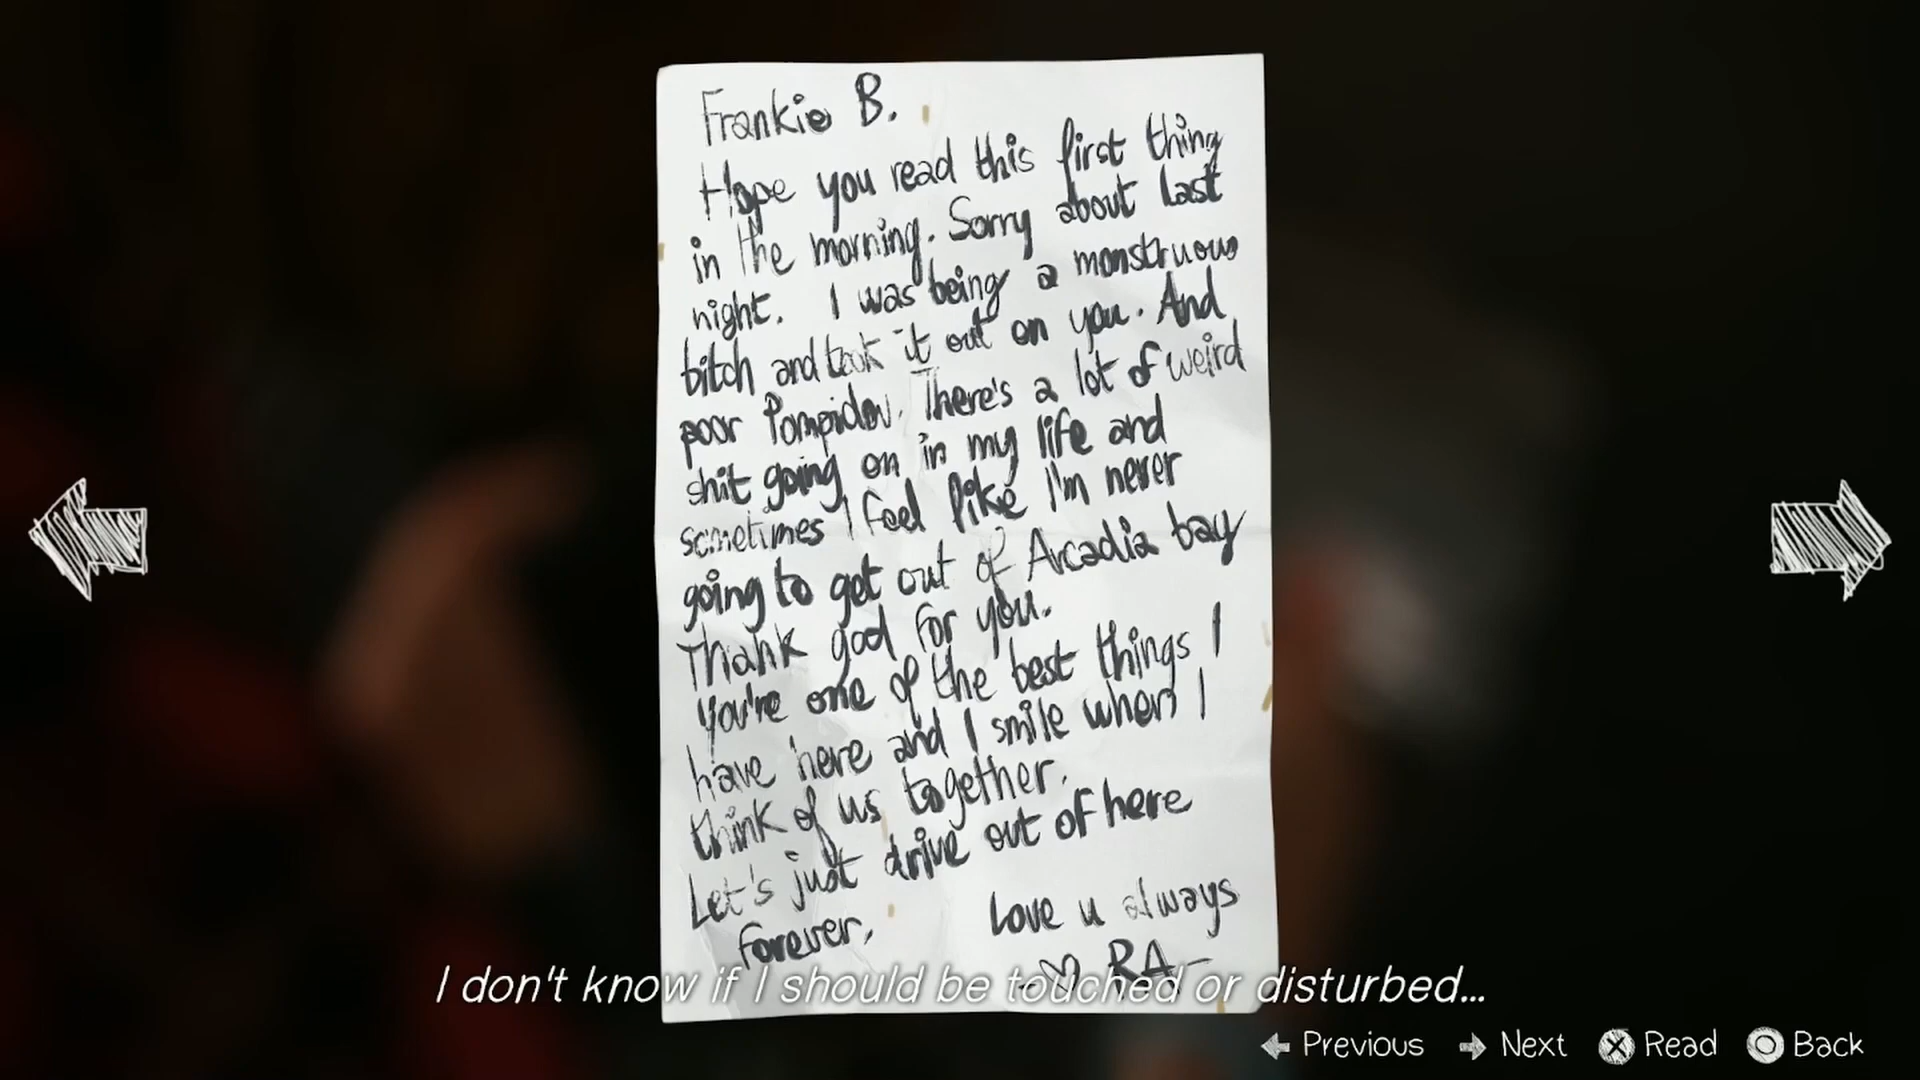 Frankie B.
Hope you read this first thing
in the morning. Sorry about last
night. I was being a monstruous
bitch and took it out on you. And
poor Pompidou. There's a lot of weird
shit going on in my life and
sometimes I feel like I'm never
going to get out of Arcadia bay
Thank god for you.
You're one of the best things I
have here and I smile when I
think of us together.
Let's just drive out of here
forever.
Love u always
-♡ RA-
I don't know if I should be touched or disturbed...
Previous Next Read Back